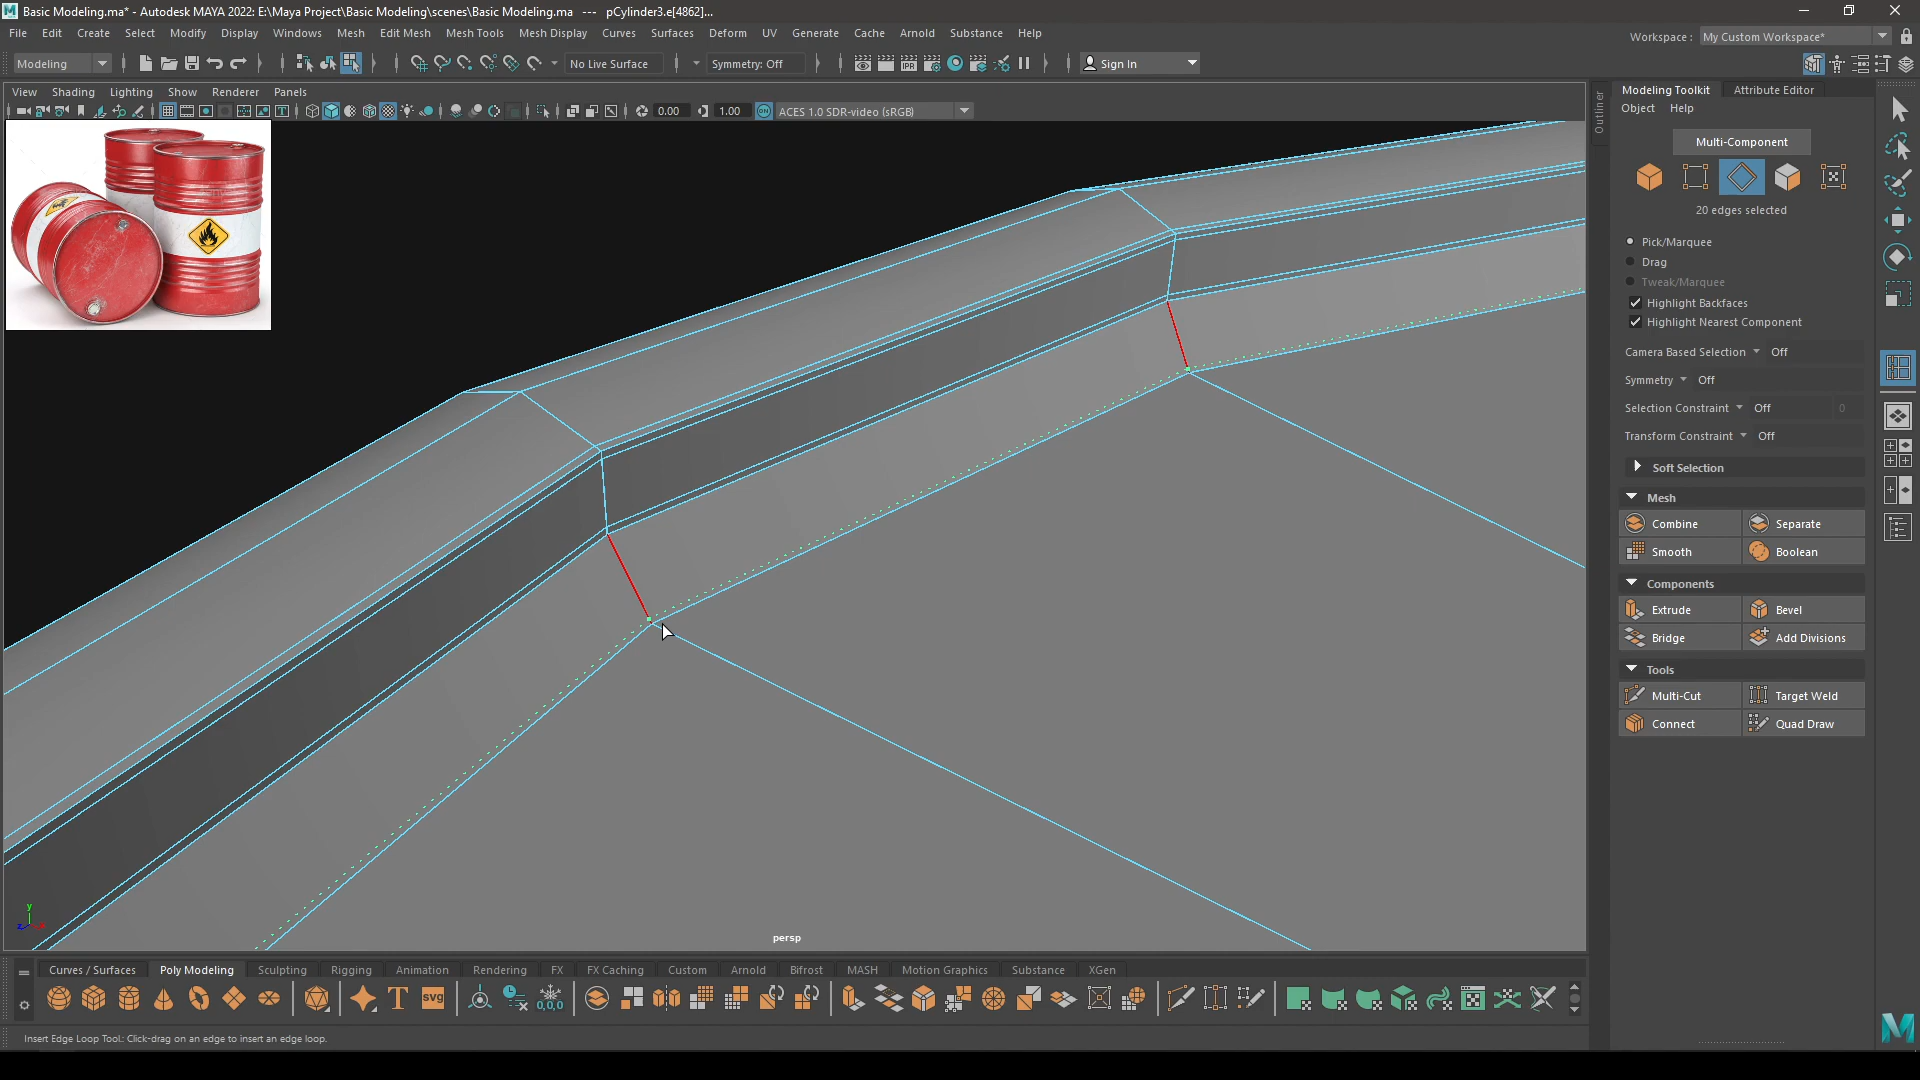 Basic Modeling.ma* - Autodesk MAYA 2022: E:\Maya Project\Basic Modeling\scenes\Basic Modeling.ma --- pCylinder3.e[4862]...
File Edit Create Select Modify Display Windows Mesh Edit Mesh Mesh Tools Mesh Display Curves Surfaces Deform UV Generate Cache Arnold Substance Help
Workspace : My Custom Workspace*
Modeling No Live Surface Symmetry: Off IPR Sign In
View Shading Lighting Show Renderer Panels
0.00 1.00 ON ACES 1.0 SDR-video (sRGB)
Outliner
Modeling Toolkit Attribute Editor
Object Help
Multi-Component
20 edges selected
Pick/Marquee
Drag
Tweak/Marquee
Highlight Backfaces
Highlight Nearest Component
Camera Based Selection Off
Symmetry Off
Selection Constraint Off 0
Transform Constraint Off
Soft Selection
Mesh
Combine Separate
Smooth Boolean
Components
Extrude Bevel
Bridge Add Divisions
Tools
Multi-Cut Target Weld
Connect Quad Draw
y
z
persp
Curves / Surfaces Poly Modeling Sculpting Rigging Animation Rendering FX FX Caching Custom Arnold Bifrost MASH Motion Graphics Substance XGen
T SVG 0,0,0
Insert Edge Loop Tool: Click-drag on an edge to insert an edge loop.
M